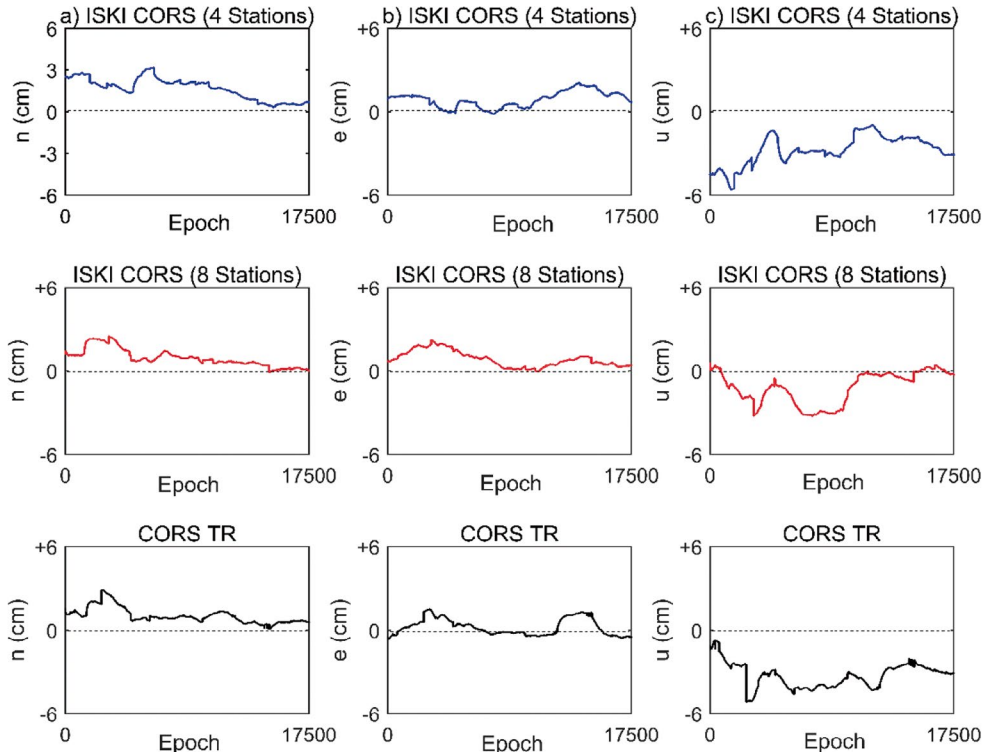 a) ISKI CORS (4 Stations)
6
3
0
-3
-6
n (cm)
0
17500
Epoch
b) ISKI CORS (4 Stations)
+6
0
-6
e (cm)
0
17500
Epoch
c) ISKI CORS (4 Stations)
+6
0
-6
u (cm)
0
17500
Epoch
ISKI CORS (8 Stations)
+6
0
-6
n (cm)
0
17500
Epoch
ISKI CORS (8 Stations)
+6
0
-6
e (cm)
0
17500
Epoch
ISKI CORS (8 Stations)
+6
0
-6
u (cm)
0
17500
Epoch
CORS TR
+6
0
-6
n (cm)
0
17500
Epoch
CORS TR
+6
0
-6
e (cm)
0
17500
Epoch
CORS TR
+6
0
-6
u (cm)
0
17500
Epoch